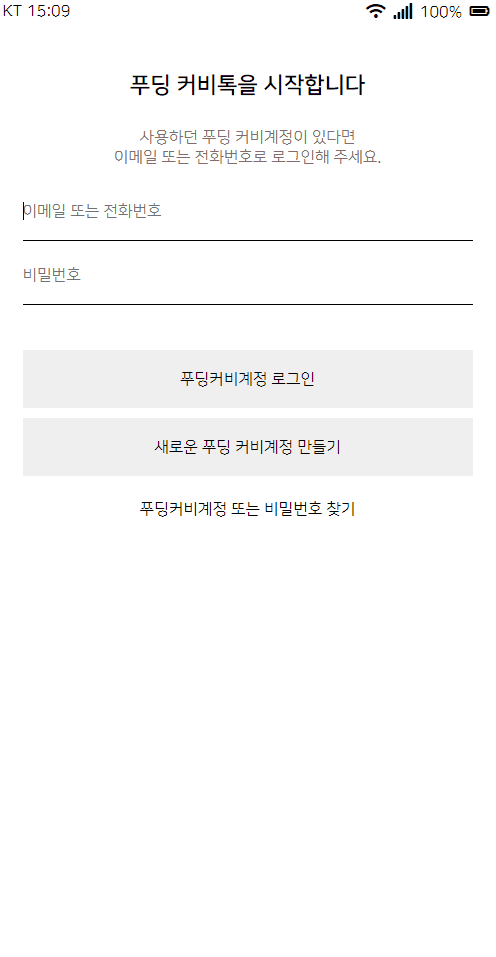 KT 15:09 100%
푸딩 커비톡을 시작합니다
사용하던 푸딩 커비계정이 있다면
이메일 또는 전화번호로 로그인해 주세요.
이메일 또는 전화번호
비밀번호
푸딩커비계정 로그인
새로운 푸딩 커비계정 만들기
푸딩커비계정 또는 비밀번호 찾기